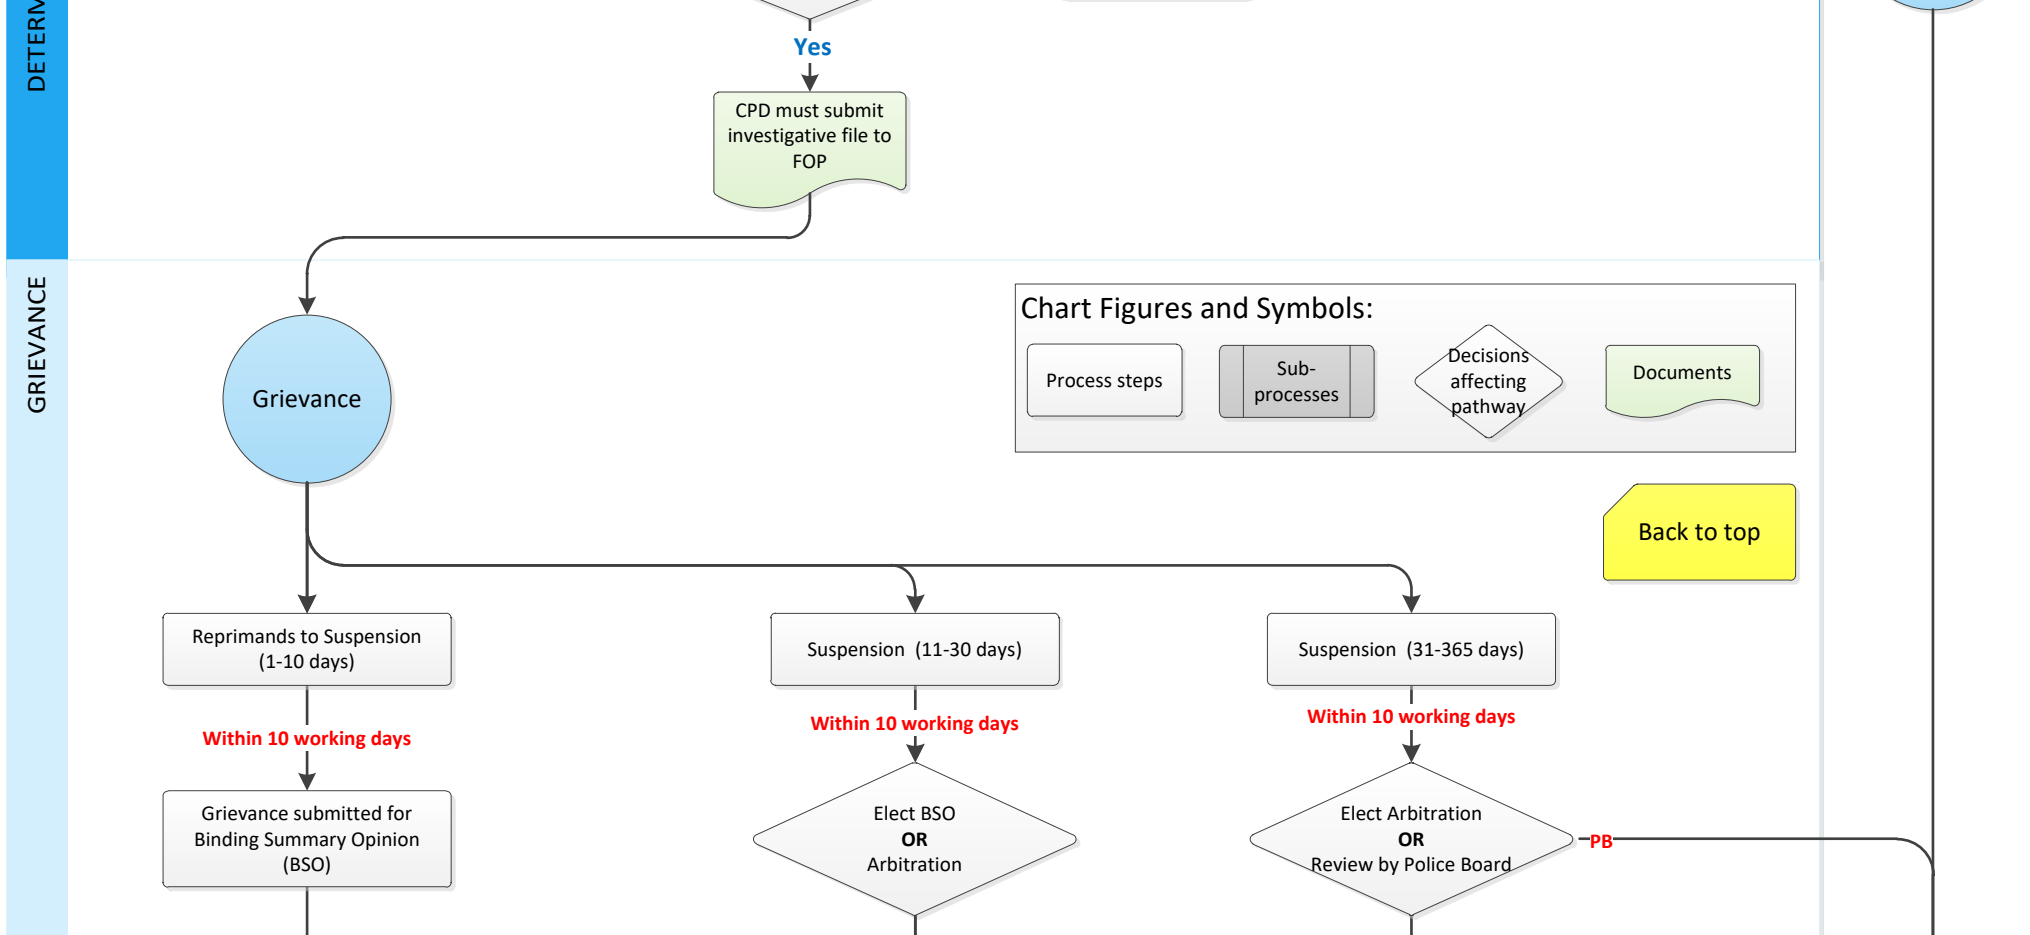 DETERM
Yes
CPD must submit
investigative file to
FOP
GRIEVANCE
Grievance
Chart Figures and Symbols:
Process steps
Sub-
processes
Decisions
affecting
pathway
Documents
Back to top
Reprimands to Suspension
(1-10 days)
Suspension (11-30 days)
Suspension (31-365 days)
Within 10 working days
Within 10 working days
Within 10 working days
Grievance submitted for
Binding Summary Opinion
(BSO)
Elect BSO
OR
Arbitration
Elect Arbitration
OR
Review by Police Board
PB